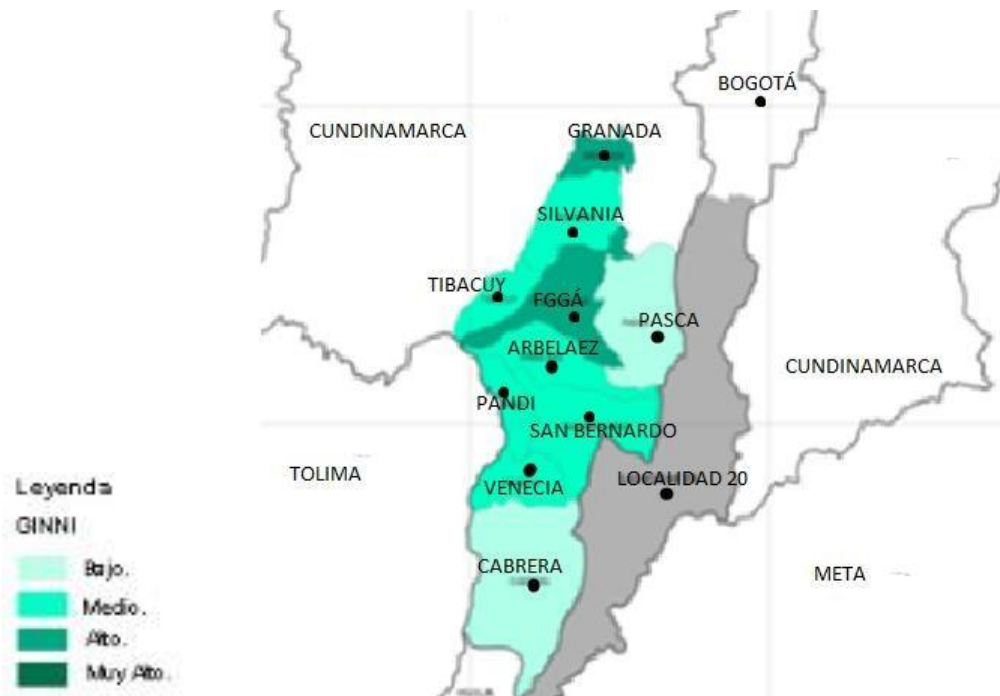 BOGOTÁ
CUNDINAMARCA
GRANADA
SILVANIA
TIBACUY
FGGÁ
PASCA
ARBELAEZ
CUNDINAMARCA
PANDI
SAN BERNARDO
TOLIMA
LOCALIDAD 20
VENECIA
CABRERA
META
Leyenda
GINNI
Bajo.
Medio.
Alto.
Muy Alto.